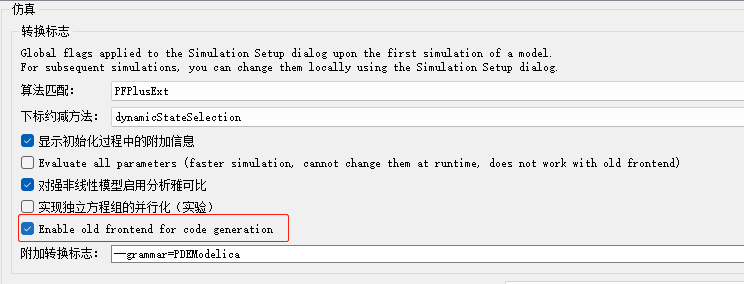 仿真
转换标志
Global flags applied to the Simulation Setup dialog upon the first simulation of a model.
For subsequent simulations, you can change them locally using the Simulation Setup dialog.
算法匹配: PFPlusExt
下标约减方法: dynamicStateSelection
显示初始化过程中的附加信息
Evaluate all parameters (faster simulation, cannot change them at runtime, does not work with old frontend)
对强非线性模型启用分析雅可比
实现独立方程组的并行化(实验)
Enable old frontend for code generation
附加转换标志: --grammar=PDEModelica